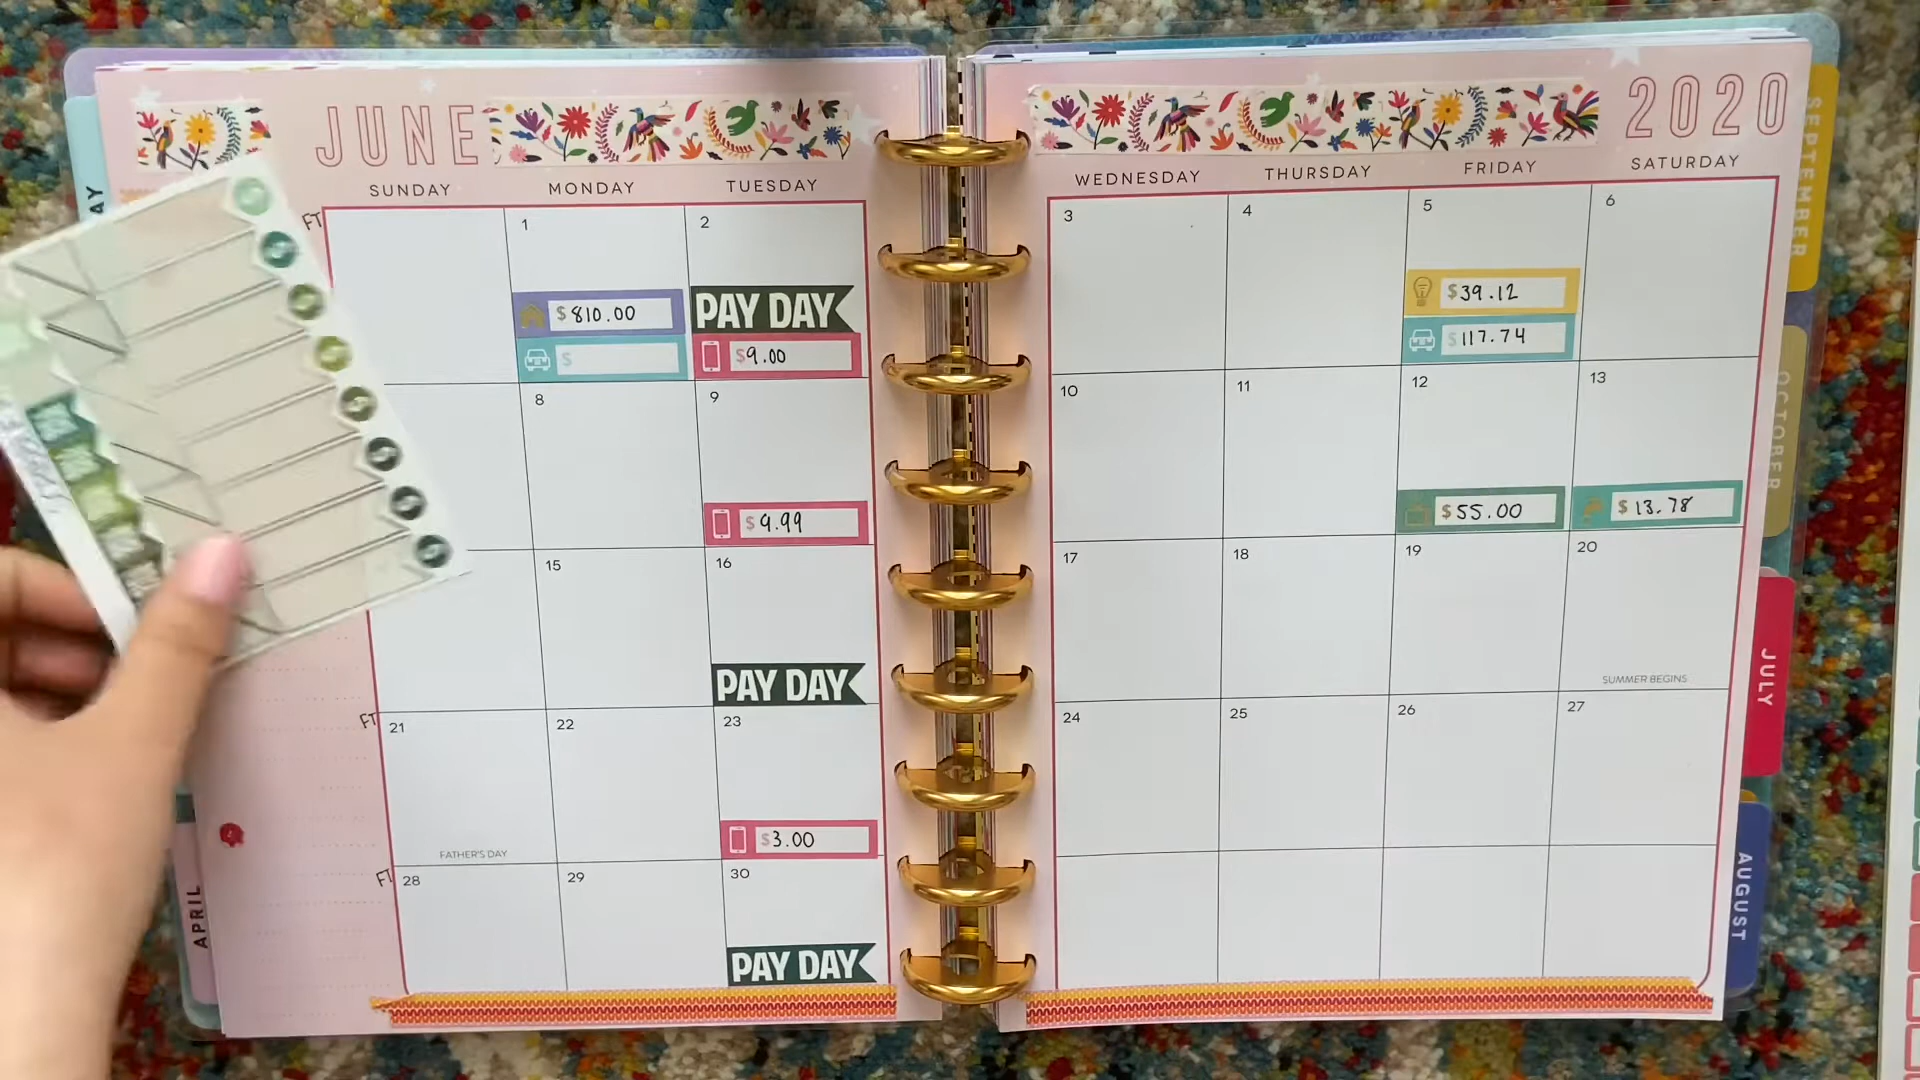 JUNE
2020
SUNDAY MONDAY TUESDAY
WEDNESDAY THURSDAY FRIDAY SATURDAY
1 2
3 4 5 6
$ 810.00
PAY DAY
$
$9.00
$39.12
$117.74
8 9
10 11 12 13
$9.99
$55.00
$ 13.78
15 16
17 18 19 20
PAY DAY
SUMMER BEGINS
21 22 23
24 25 26 27
FATHER'S DAY
$3.00
28 29 30
PAY DAY
APRIL
SEPTEMBER
OCTOBER
JULY
AUGUST